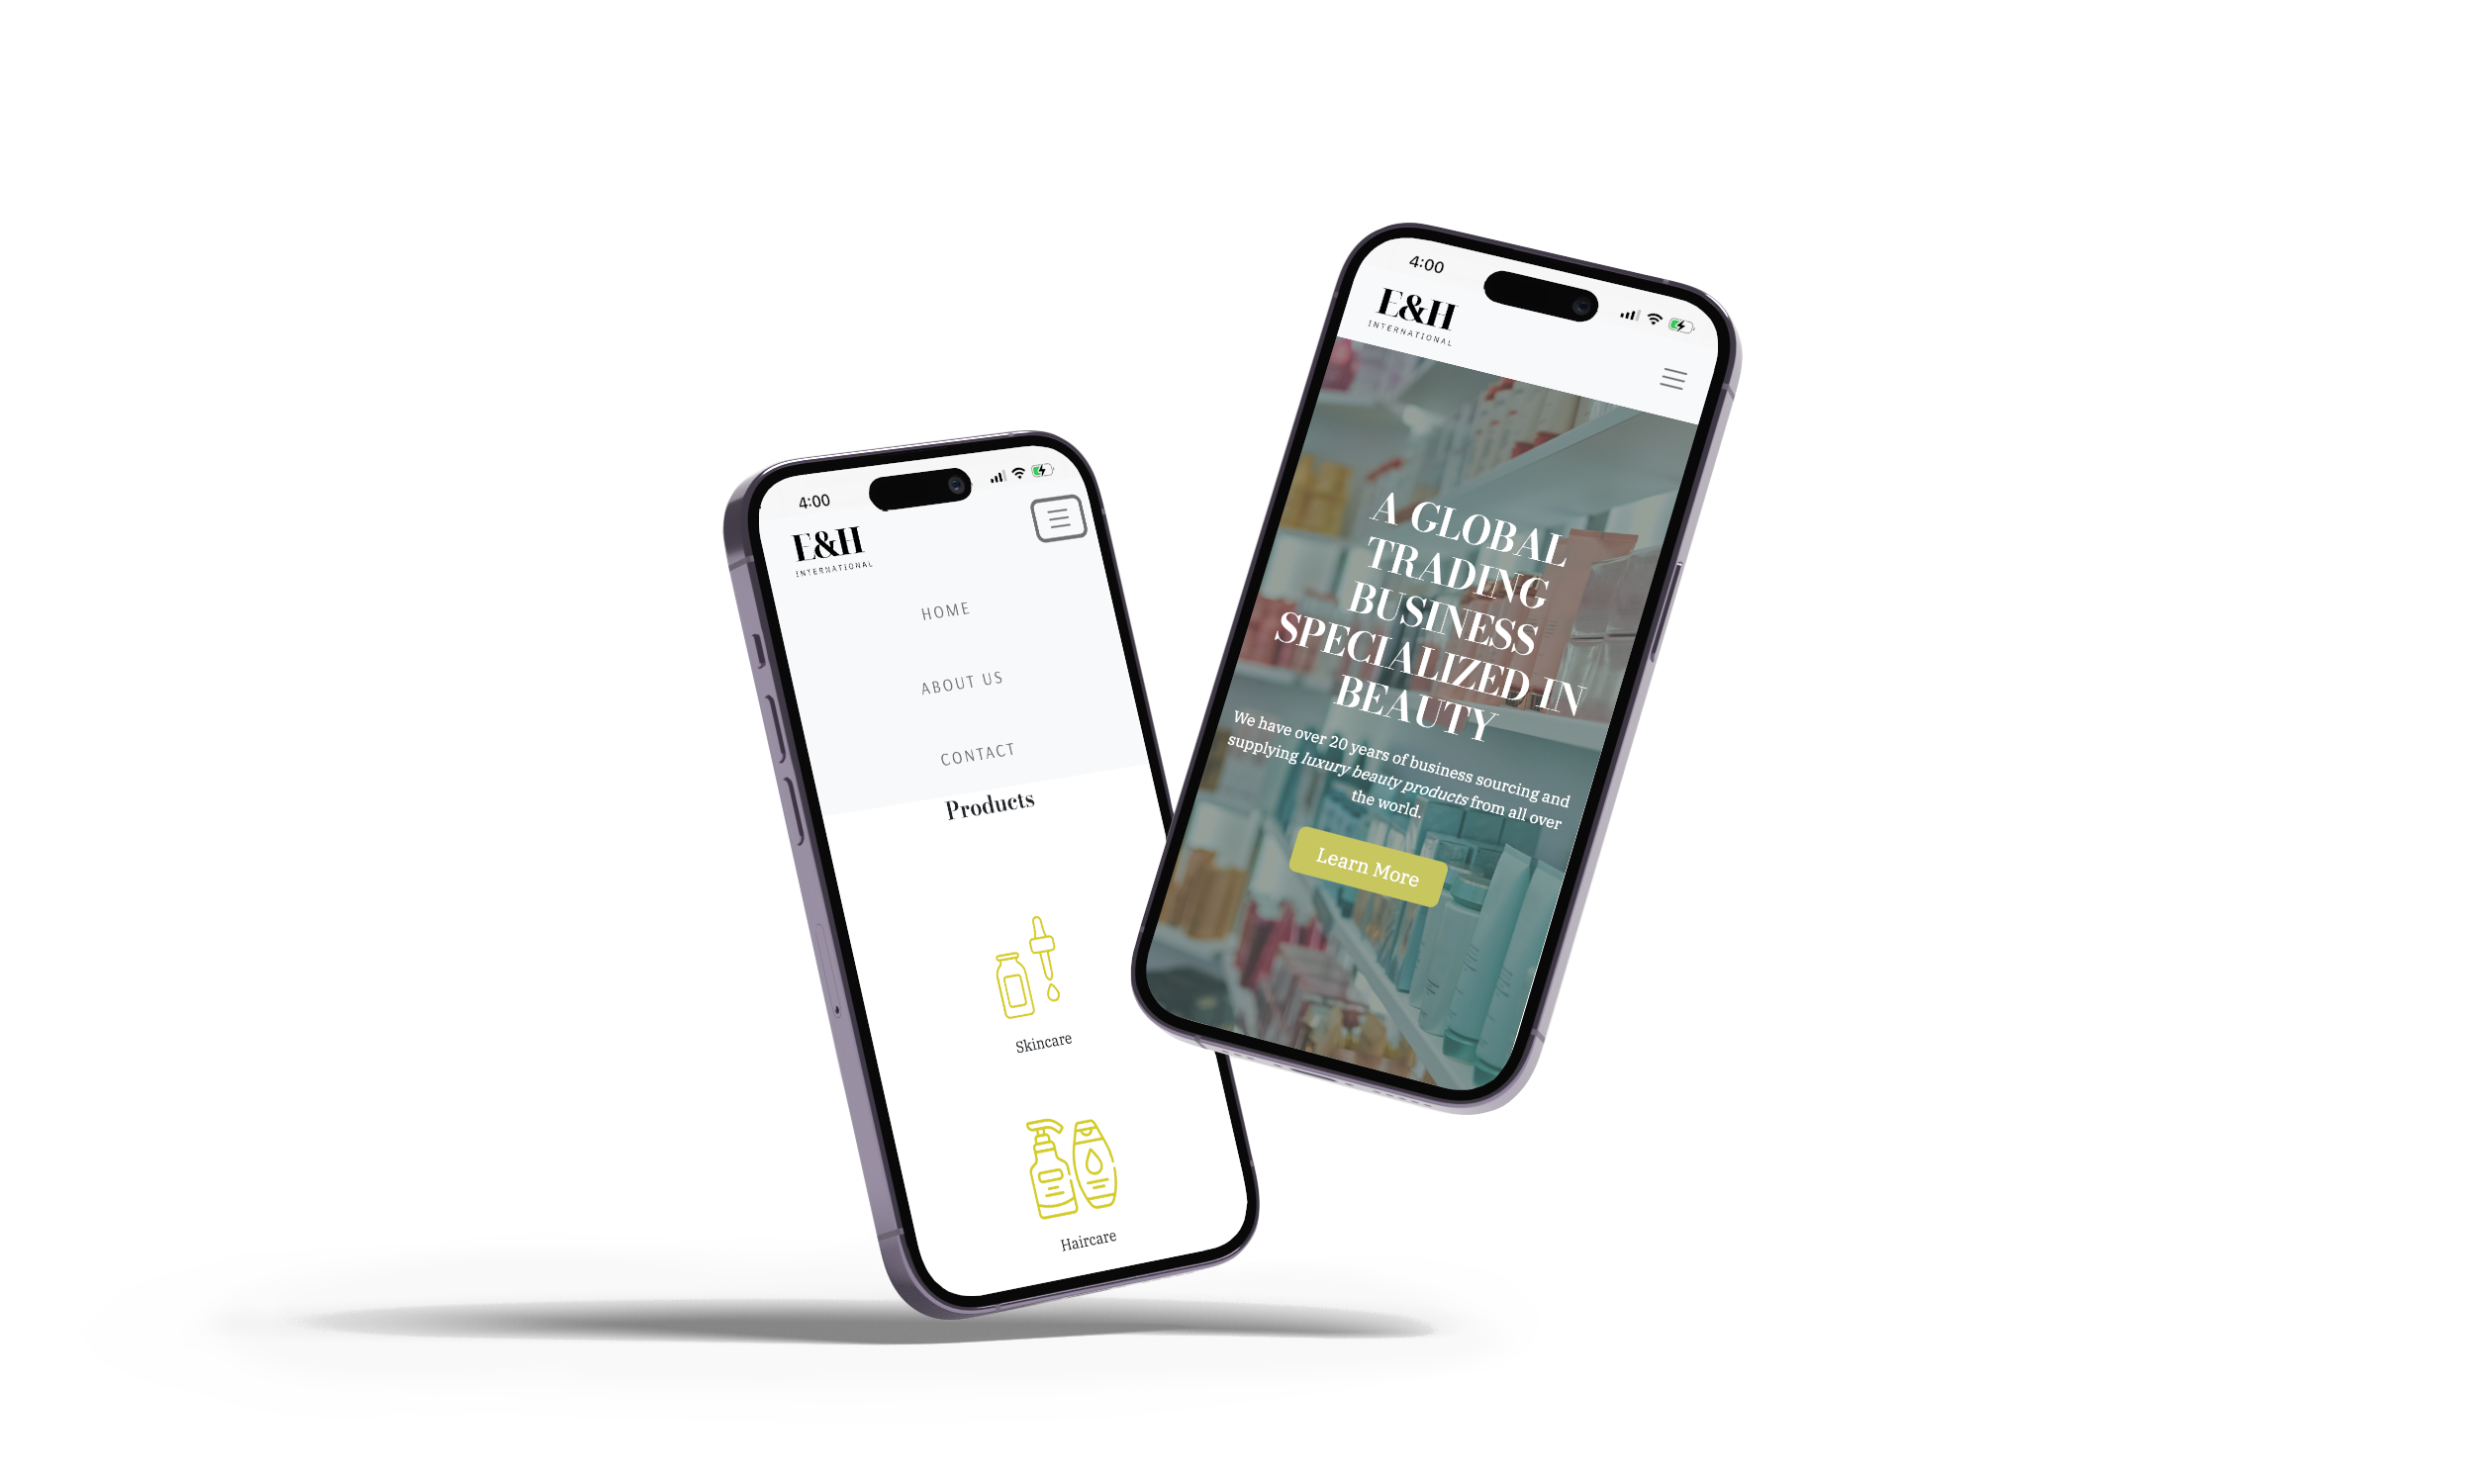 4:00
E&H
INTERNATIONAL
HOME
ABOUT US
CONTACT
Products
Skincare
Haircare
4:00
E&H
INTERNATIONAL
A GLOBAL
TRADING
BUSINESS
SPECIALIZED IN
BEAUTY
We have over 20 years of business sourcing and
supplying luxury beauty products from all over
the world.
Learn More